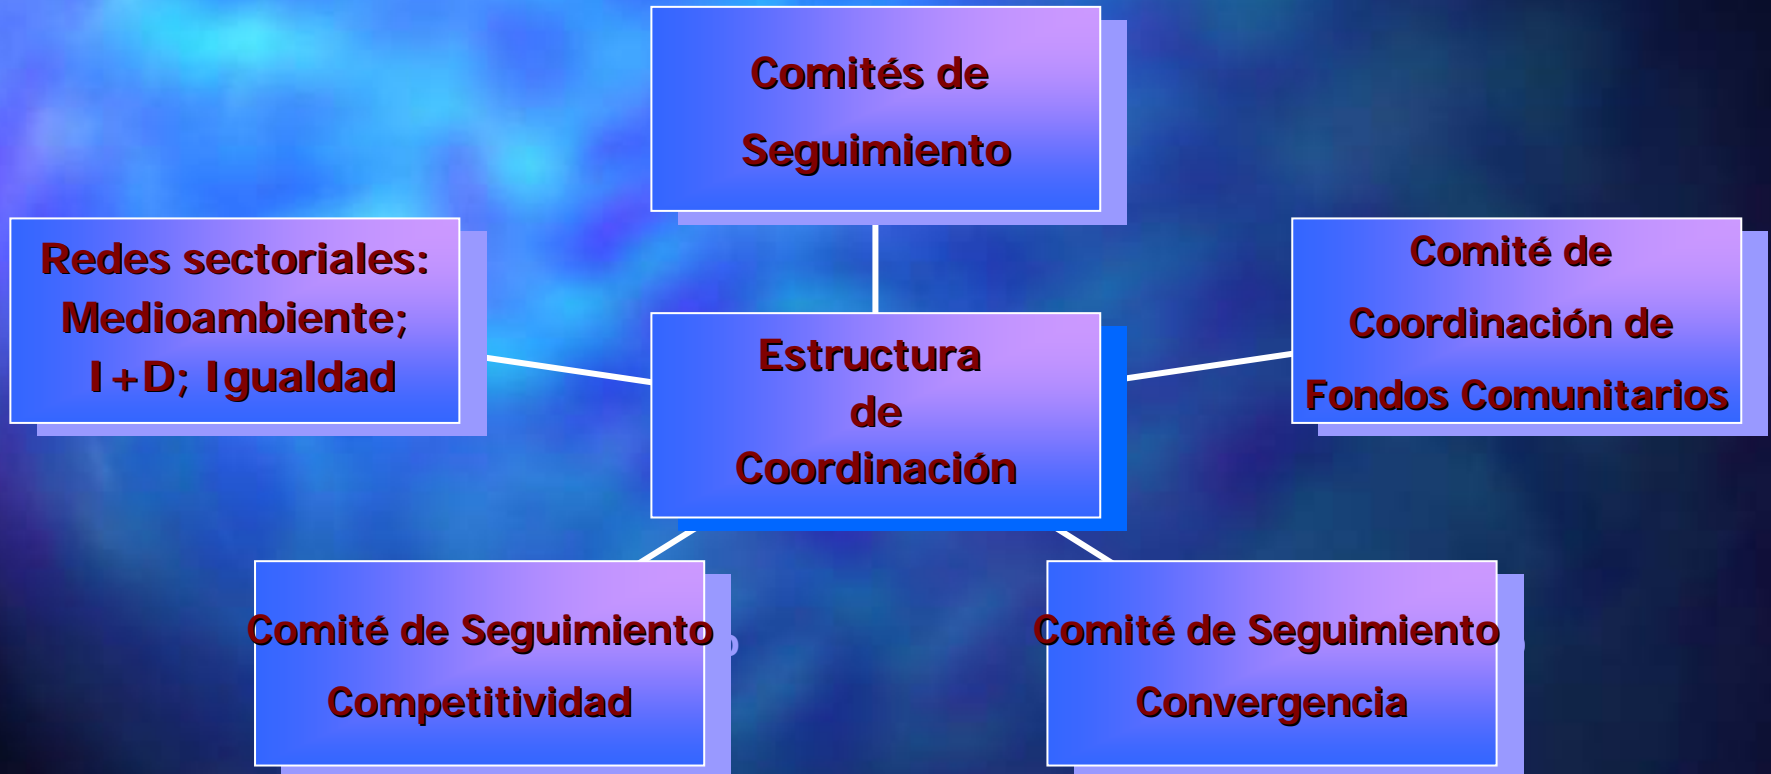 Comités de
Seguimiento
Redes sectoriales:
Medioambiente;
I+D; Igualdad
Comité de
Coordinación de
Fondos Comunitarios
Estructura
de
Coordinación
Comité de Seguimiento
Competitividad
Comité de Seguimiento
Convergencia